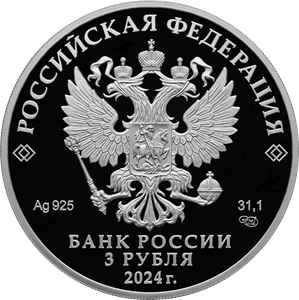 РОССИЙСКАЯ ФЕДЕРАЦИЯ
Ag 925
31,1
БАНК РОССИИ
3 РУБЛЯ
2024 г.